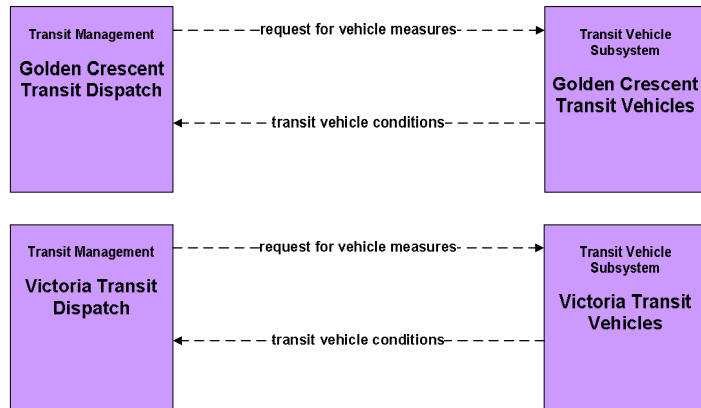 Transit Management
Golden Crescent
Transit Dispatch
request for vehicle measures
transit vehicle conditions
Transit Vehicle
Subsystem
Golden Crescent
Transit Vehicles
Transit Management
Victoria Transit
Dispatch
request for vehicle measures
transit vehicle conditions
Transit Vehicle
Subsystem
Victoria Transit
Vehicles